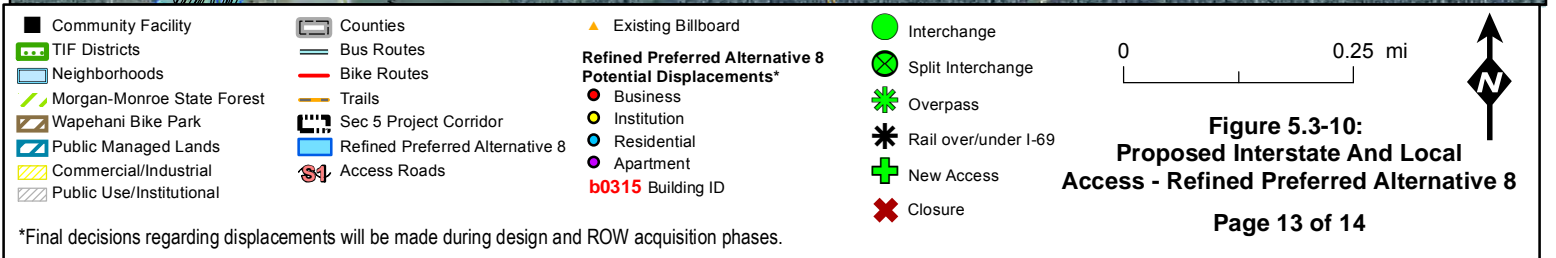 Community Facility
TIF Districts
Neighborhoods
Morgan-Monroe State Forest
Wapehani Bike Park
Public Managed Lands
Commercial/Industrial
Public Use/Institutional
Counties
Bus Routes
Bike Routes
Trails
Sec 5 Project Corridor
Refined Preferred Alternative 8
S1 Access Roads
Existing Billboard
Refined Preferred Alternative 8
Potential Displacements*
Business
Institution
Residential
Apartment
b0315 Building ID
Interchange
Split Interchange
Overpass
Rail over/under I-69
New Access
Closure
0 0.25 mi
N
Figure 5.3-10:
Proposed Interstate And Local
Access - Refined Preferred Alternative 8
Page 13 of 14
*Final decisions regarding displacements will be made during design and ROW acquisition phases.